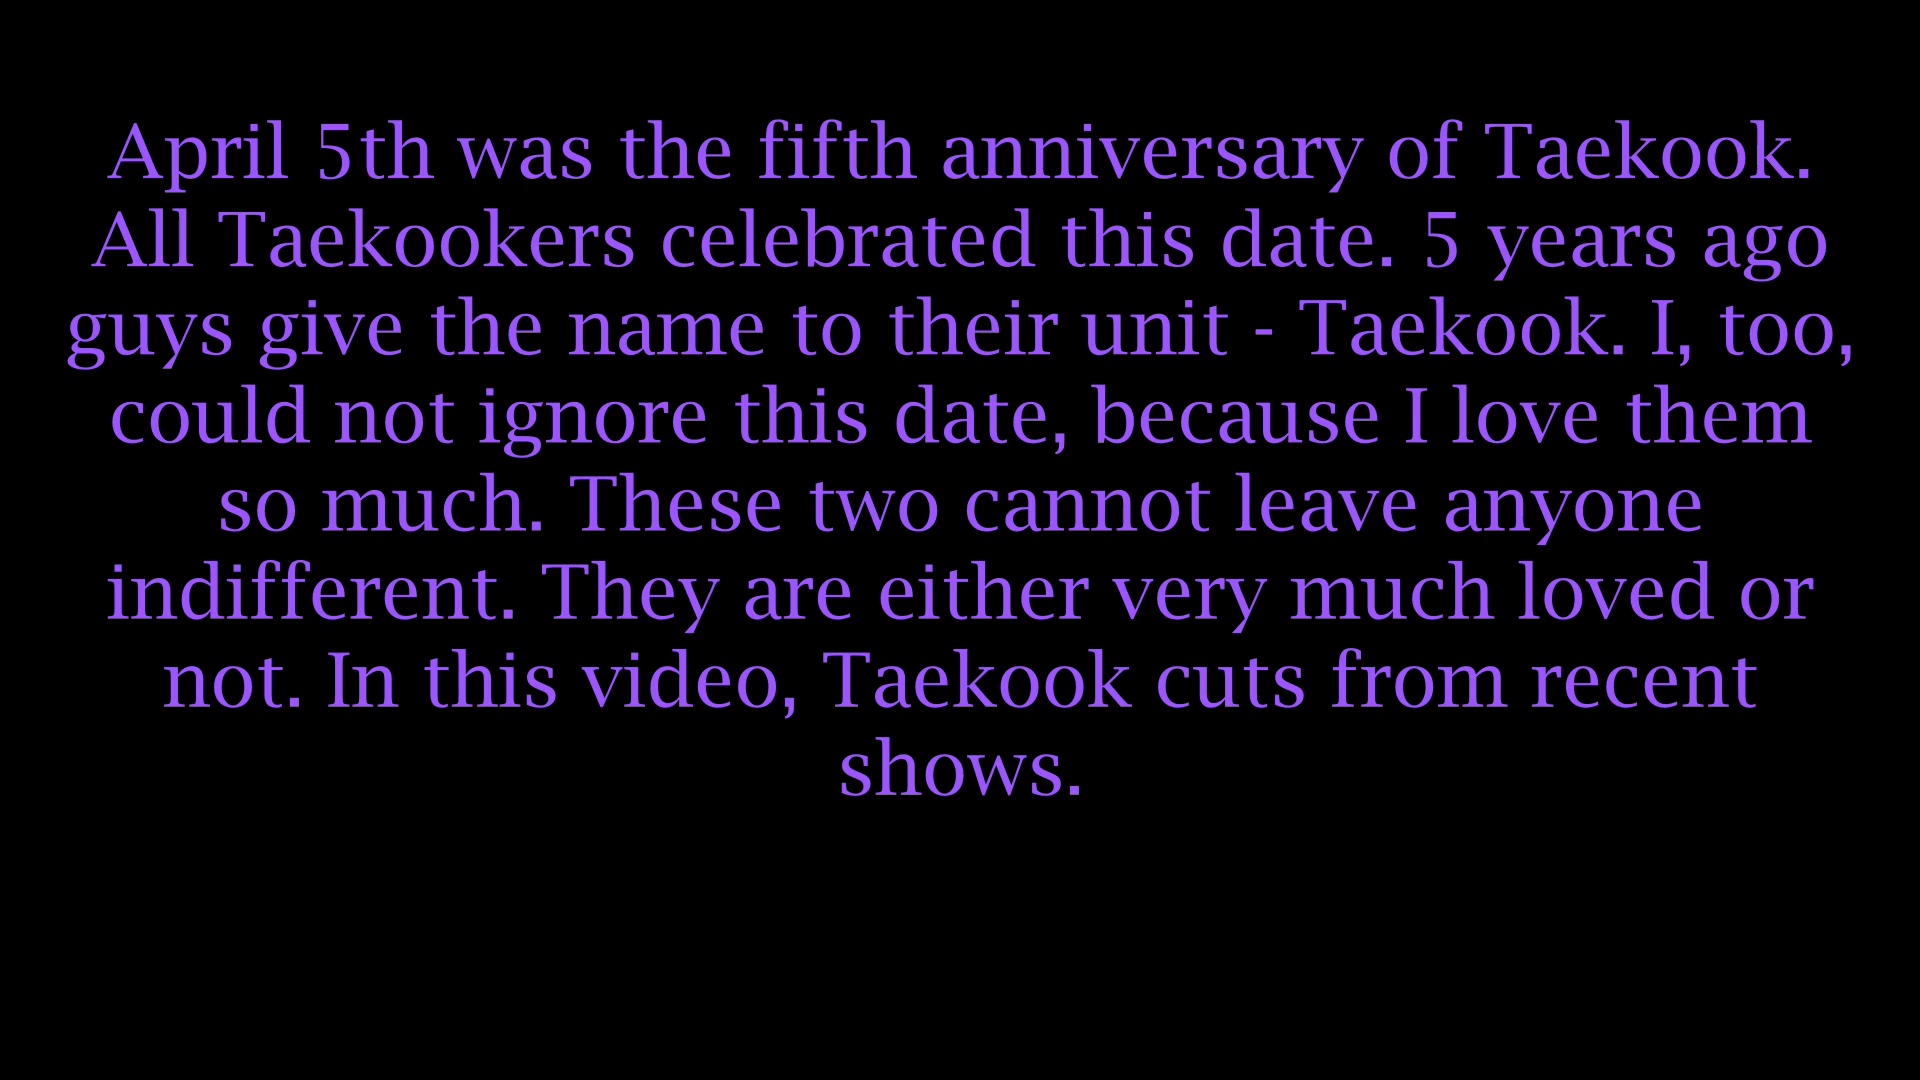 April 5th was the fifth anniversary of Taekook.
All Taekookers celebrated this date. 5 years ago
guys give the name to their unit - Taekook. I, too,
could not ignore this date, because I love them
so much. These two cannot leave anyone
indifferent. They are either very much loved or
not. In this video, Taekook cuts from recent
shows.